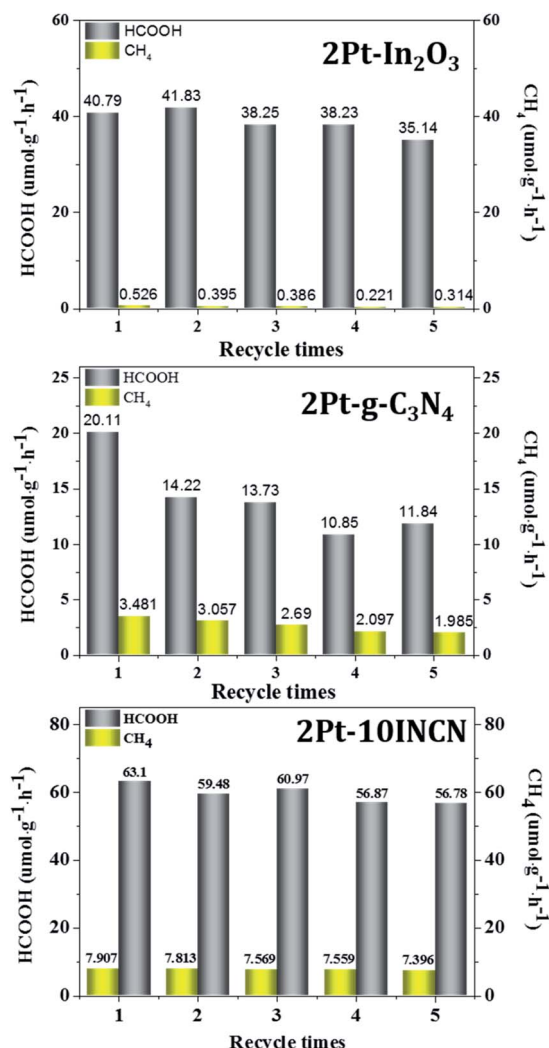 HCOOH
CH₄
2Pt-In₂O₃
HCOOH (umol·g⁻¹·h⁻¹)
CH₄ (umol·g⁻¹·h⁻¹)
60
40
20
0
60
40
20
0
40.79
41.83
38.25
38.23
35.14
0.526
0.395
0.386
0.221
0.314
1 2 3 4 5
Recycle times
HCOOH
CH₄
2Pt-g-C₃N₄
HCOOH (umol·g⁻¹·h⁻¹)
CH₄ (umol·g⁻¹·h⁻¹)
25
20
15
10
5
0
25
20
15
10
5
0
20.11
14.22
13.73
10.85
11.84
3.481
3.057
2.69
2.097
1.985
1 2 3 4 5
Recycle times
HCOOH
CH₄
2Pt-10INCN
HCOOH (umol·g⁻¹·h⁻¹)
CH₄ (umol·g⁻¹·h⁻¹)
80
60
40
20
0
80
60
40
20
0
63.1
59.48
60.97
56.87
56.78
7.907
7.813
7.569
7.559
7.396
1 2 3 4 5
Recycle times